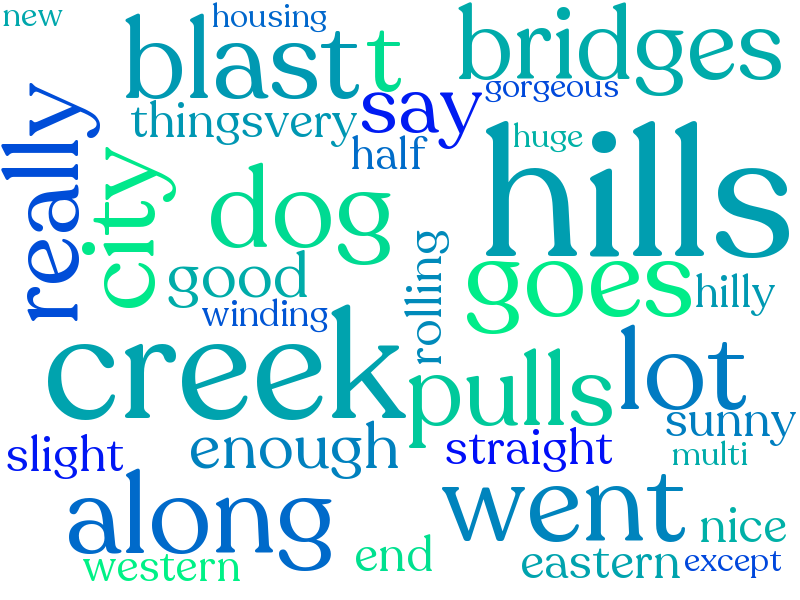 new
housing
blast
t
bridges
gorgeous
say
thingsvery
half
huge
hills
really
city
dog
good
winding
rolling
goes
hilly
creek
pulls
lot
sunny
slight
enough
straight
multi
along
went
nice
western
end
eastern
except